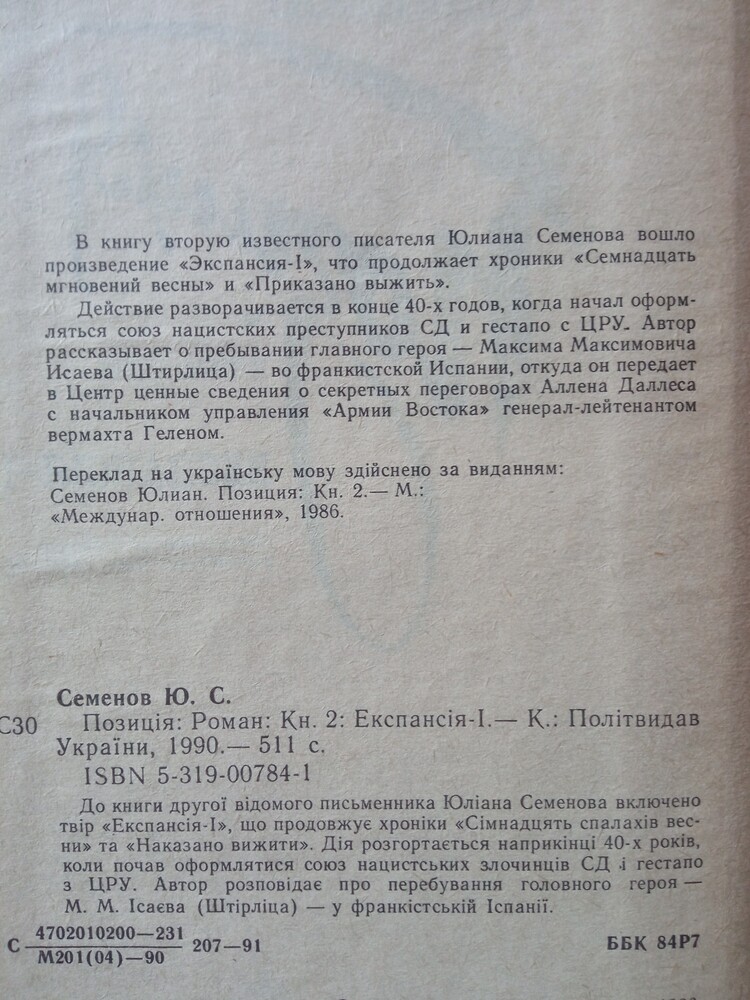 В книгу вторую известного писателя Юлиана Семенова вошло
произведение «Экспансия-I», что продолжает хроники «Семнадцать
мгновений весны» и «Приказано выжить».
Действие разворачивается в конце 40-х годов, когда начал оформ-
ляться союз нацистских преступников СД и гестапо с ЦРУ. Автор
рассказывает о пребывании главного героя — Максима Максимовича
Исаева (Штирлица) — во франкистской Испании, откуда он передает
в Центр ценные сведения о секретных переговорах Аллена Даллеса
с начальником управления «Армии Востока» генерал-лейтенантом
вермахта Геленом.
Переклад на українську мову здійснено за виданням:
Семенов Юлиан. Позиция: Кн. 2.— М.:
«Междунар. отношения», 1986.
Семенов Ю. С.
С30 Позиція: Роман: Кн. 2: Експансія-I.— К.: Політвидав
України, 1990.— 511 с.
ISBN 5-319-00784-1
До книги другої відомого письменника Юліана Семенова включено
твір «Експансія-I», що продовжує хроніки «Сімнадцять спалахів вес-
ни» та «Наказано вижити». Дія розгортається наприкінці 40-х років,
коли почав оформлятися союз нацистських злочинців СД і гестапо
з ЦРУ. Автор розповідає про перебування головного героя —
М. М. Ісаєва (Штірліца) — у франкістській Іспанії.
С 4702010200—231 207—91 ББК 84Р7
М201(04)—90